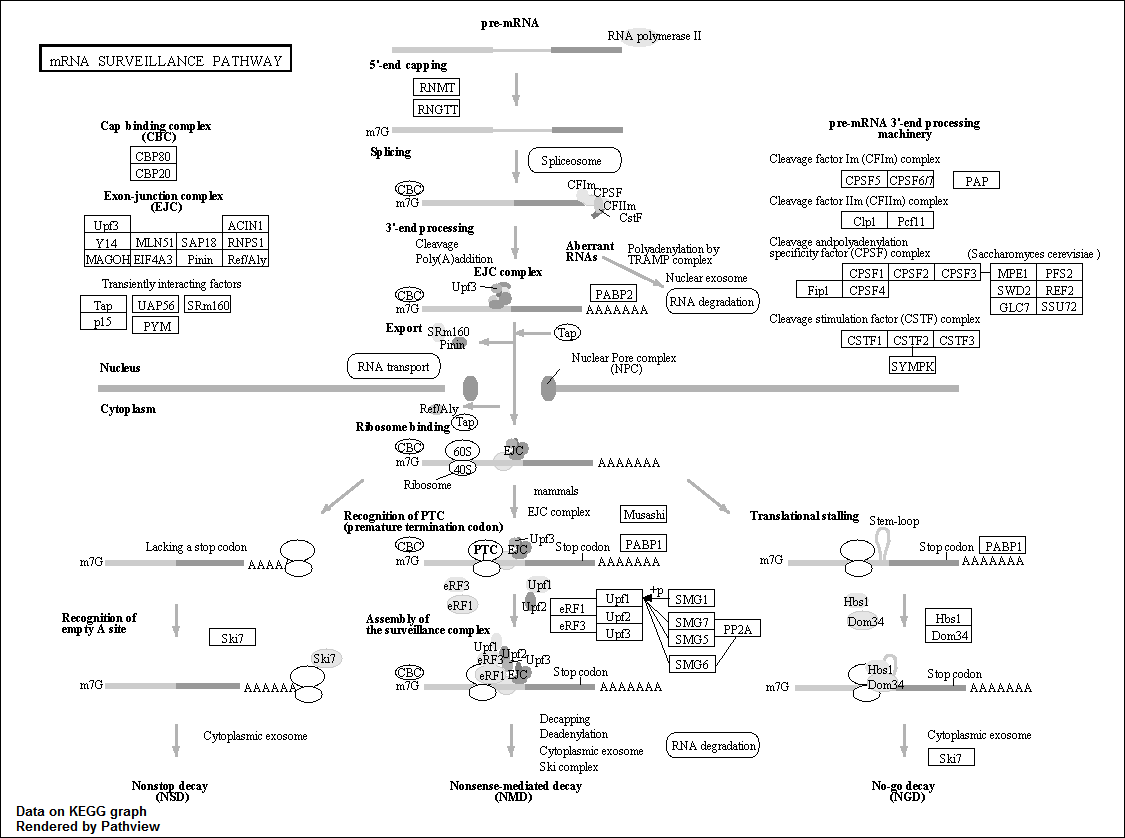 pre-mRNA
RNA polymerase II
mRNA SURVEILLANCE PATHWAY
5'-end capping
RNMT
RNGTT
m7G
Cap binding complex
(CBC)
CBP80
CBP20
Exon-junction complex
(EJC)
Upf3
ACIN1
Y14
MLN51
SAP18
RNPS1
MAGOH
EIF4A3
Pinin
Ref/Aly
Transiently interacting factors
Tap
UAP56
SRm160
p15
PYM
Splicing
Spliceosome
CBC
m7G
CFIm
CPSF
CFIIm
CstF
3'-end processing
Cleavage
Poly(A)addition
Aberrant
RNAs
Polyadenylation by
TRAMP complex
Nuclear exosome
RNA degradation
EJC complex
Upf3
CBC
m7G
PABP2
AAAAAAA
Export
SRm160
Pinin
Tap
RNA transport
Nuclear Pore complex
(NPC)
pre-mRNA 3'-end processing
machinery
Cleavage factor Im (CFIm) complex
CPSF5
CPSF6/7
PAP
Cleavage factor IIm (CFIIm) complex
Clp1
Pcf11
Cleavage andpolyadenylation
specificity factor (CPSF) complex
(Saccharomyces cerevisiae )
CPSF1
CPSF2
CPSF3
MPE1
PFS2
Fip1
CPSF4
SWD2
REF2
GLC7
SSU72
Cleavage stimulation factor (CSTF) complex
CSTF1
CSTF2
CSTF3
SYMPK
Nucleus
Cytoplasm
Ref/Aly
Tap
Ribosome binding
CBC
m7G
60S
40S
EJC
AAAAAAA
Ribosome
mammals
EJC complex
Musashi
PABP1
Recognition of PTC
(premature termination codon)
CBC
m7G
PTC
EJC
Upf3
Stop codon
AAAAAAA
Lacking a stop codon
m7G
AAAA
Translational stalling
Stem-loop
m7G
Stop codon
PABP1
AAAAAAA
Recognition of
empty A site
Ski7
Ski7
m7G
AAAAAA
Cytoplasmic exosome
Nonstop decay
(NSD)
eRF3
eRF1
Upf1
Upf2
eRF1
eRF3
Upf1
Upf2
Upf3
+p
SMG1
SMG7
SMG5
SMG6
PP2A
Assembly of
the surveillance complex
Upf1
Upf2
eRF3
Upf3
eRF1
EJC
CBC
m7G
Stop codon
AAAAAAA
Decapping
Deadenylation
Cytoplasmic exosome
Ski complex
RNA degradation
Nonsense-mediated decay
(NMD)
Hbs1
Dom34
Hbs1
Dom34
Hbs1
Dom34
m7G
Stop codon
AAAAAAA
Cytoplasmic exosome
Ski7
No-go decay
(NGD)
Data on KEGG graph
Rendered by Pathview